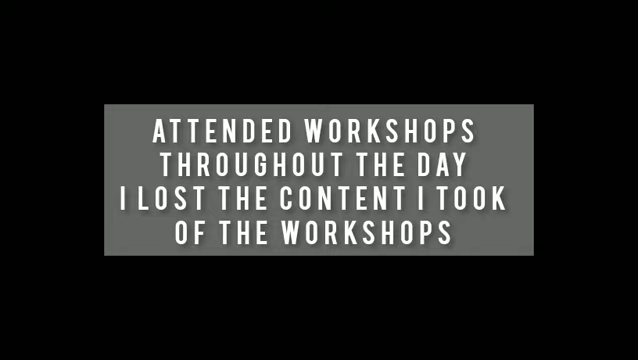 ATTENDED WORKSHOPS
THROUGHOUT THE DAY
I LOST THE CONTENT I TOOK
OF THE WORKSHOPS